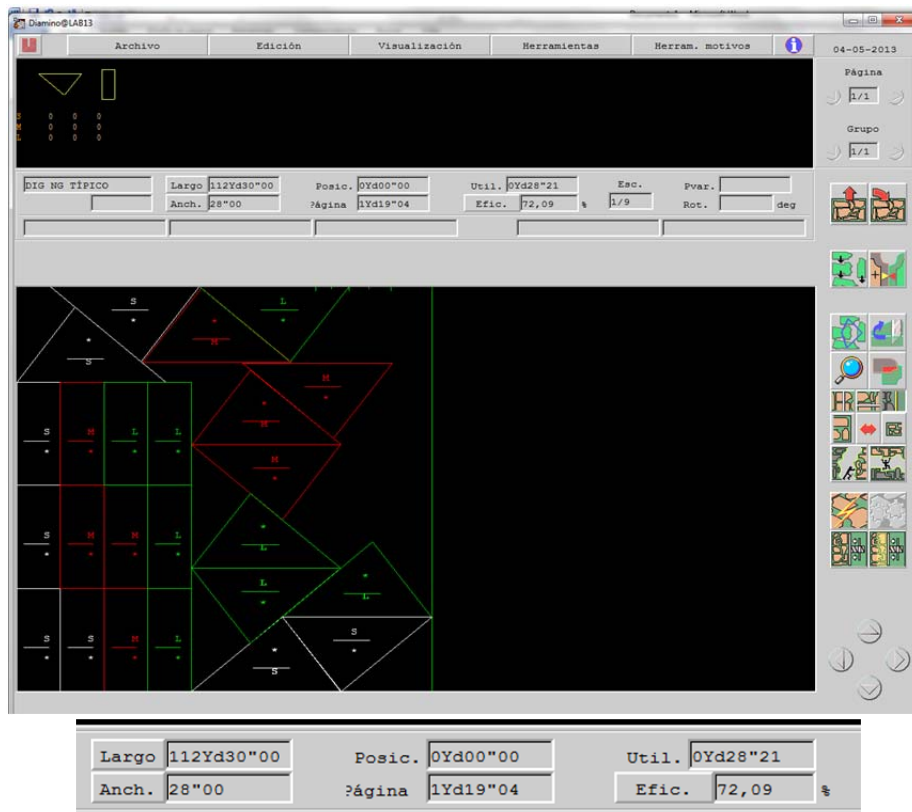 Diamino@LAB13
Archivo Edición Visualización Herramientas Herram. motivos i 04-05-2013
Página
1/1
Grupo
1/1
S 0 0 0
M 0 0 0
L 0 0 0
DIG NG TÍPICO Largo 112Yd30"00 Posic. 0Yd00"00 Util. 0Yd28"21 Esc. Pvar.
Anch. 28"00 Página 1Yd19"04 Efic. 72,09 % 1/9 Rot. deg
S L
* *
* M
S
M
*
*
M
S M L L
* * * *
M
*
*
L
S M M L
* * * *
L
*
*
L
S S M L
* * * *
S
*
*
S
Largo 112Yd30"00 Posic. 0Yd00"00 Util. 0Yd28"21
Anch. 28"00 Página 1Yd19"04 Efic. 72,09 %